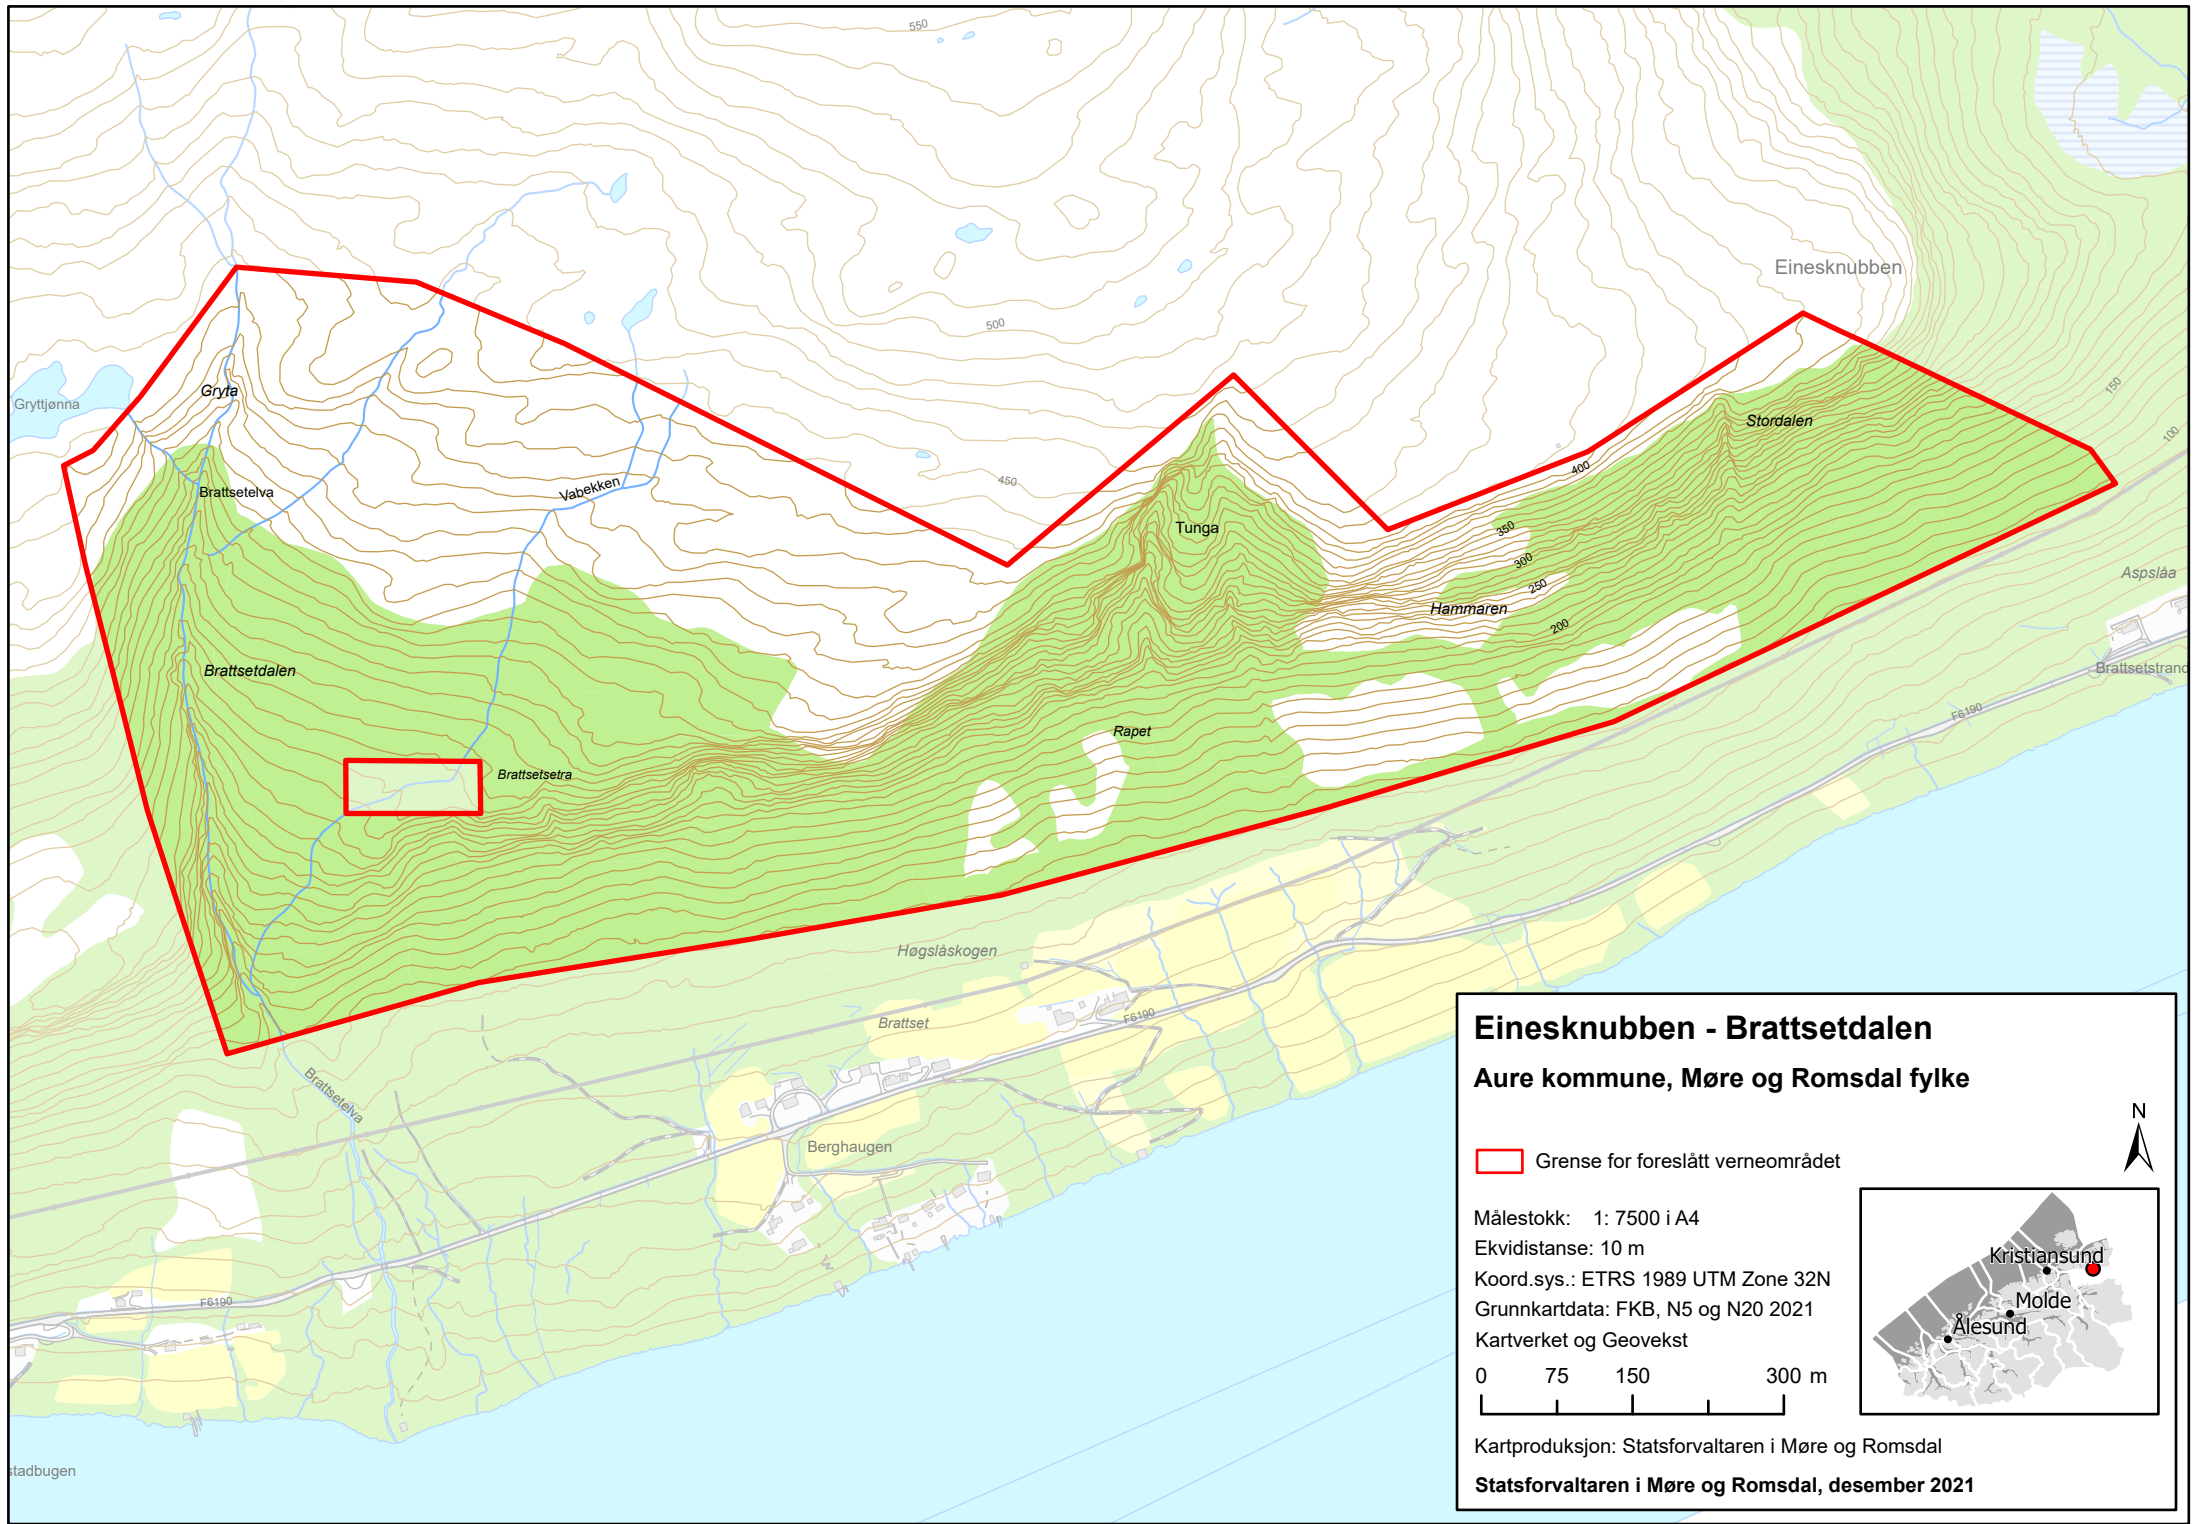 550
Einesknubben
500
Gryta
Gryttjønna
150
Stordalen
100
400
450
Brattsetelva
Vabekken
Tunga
350
300
250
Aspslåa
Hammaren
200
Brattsetdalen
Brattsetstrand
F6190
Rapet
Brattsetsetra
Høgslåskogen
Brattset
F6190
Brattsetelva
Berghaugen
F6190
stadbugen
Einesknubben - Brattsetdalen
Aure kommune, Møre og Romsdal fylke
N
Grense for foreslått verneområdet
Målestokk: 1: 7500 i A4
Ekvidistanse: 10 m
Koord.sys.: ETRS 1989 UTM Zone 32N
Grunnkartdata: FKB, N5 og N20 2021
Kartverket og Geovekst
0 75 150 300 m
Kristiansund
Molde
Ålesund
Kartproduksjon: Statsforvaltaren i Møre og Romsdal
Statsforvaltaren i Møre og Romsdal, desember 2021